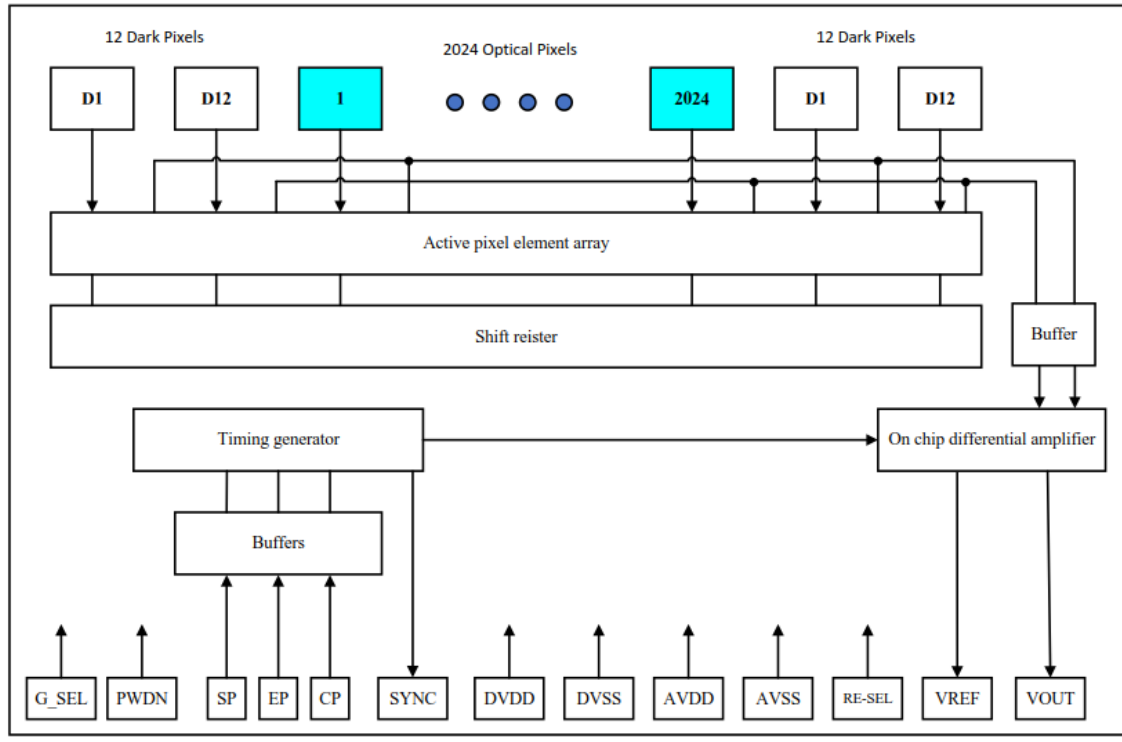 12 Dark Pixels
2024 Optical Pixels
12 Dark Pixels
D1
D12
1
2024
D1
D12
Active pixel element array
Shift reister
Buffer
Timing generator
On chip differential amplifier
Buffers
G_SEL
PWDN
SP
EP
CP
SYNC
DVDD
DVSS
AVDD
AVSS
RE-SEL
VREF
VOUT